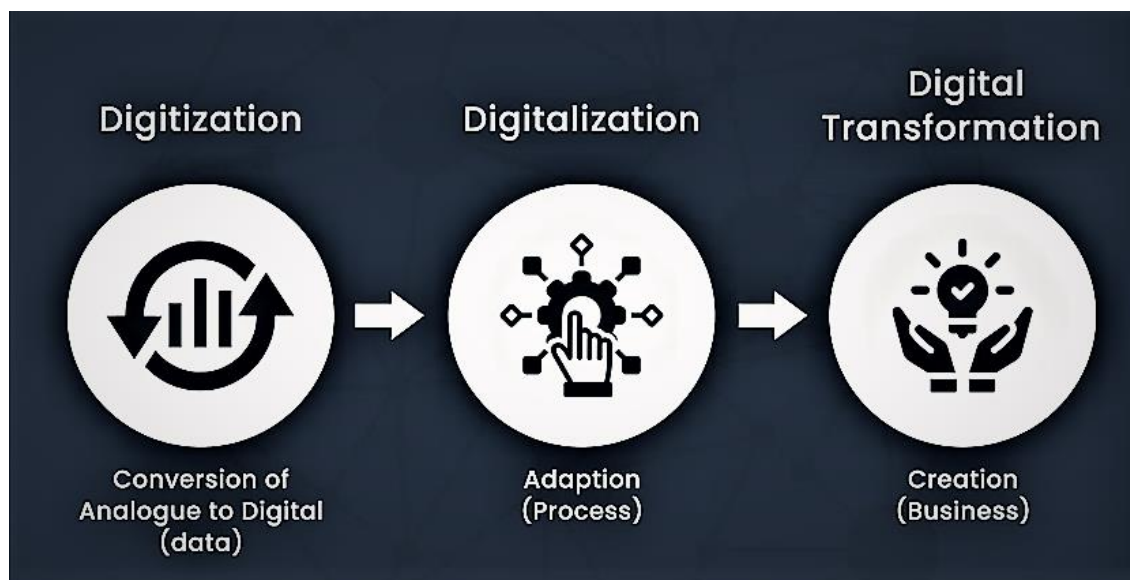 Digitization
Digitalization
Digital
Transformation
Conversion of
Analogue to Digital
(data)
Adaption
(Process)
Creation
(Business)